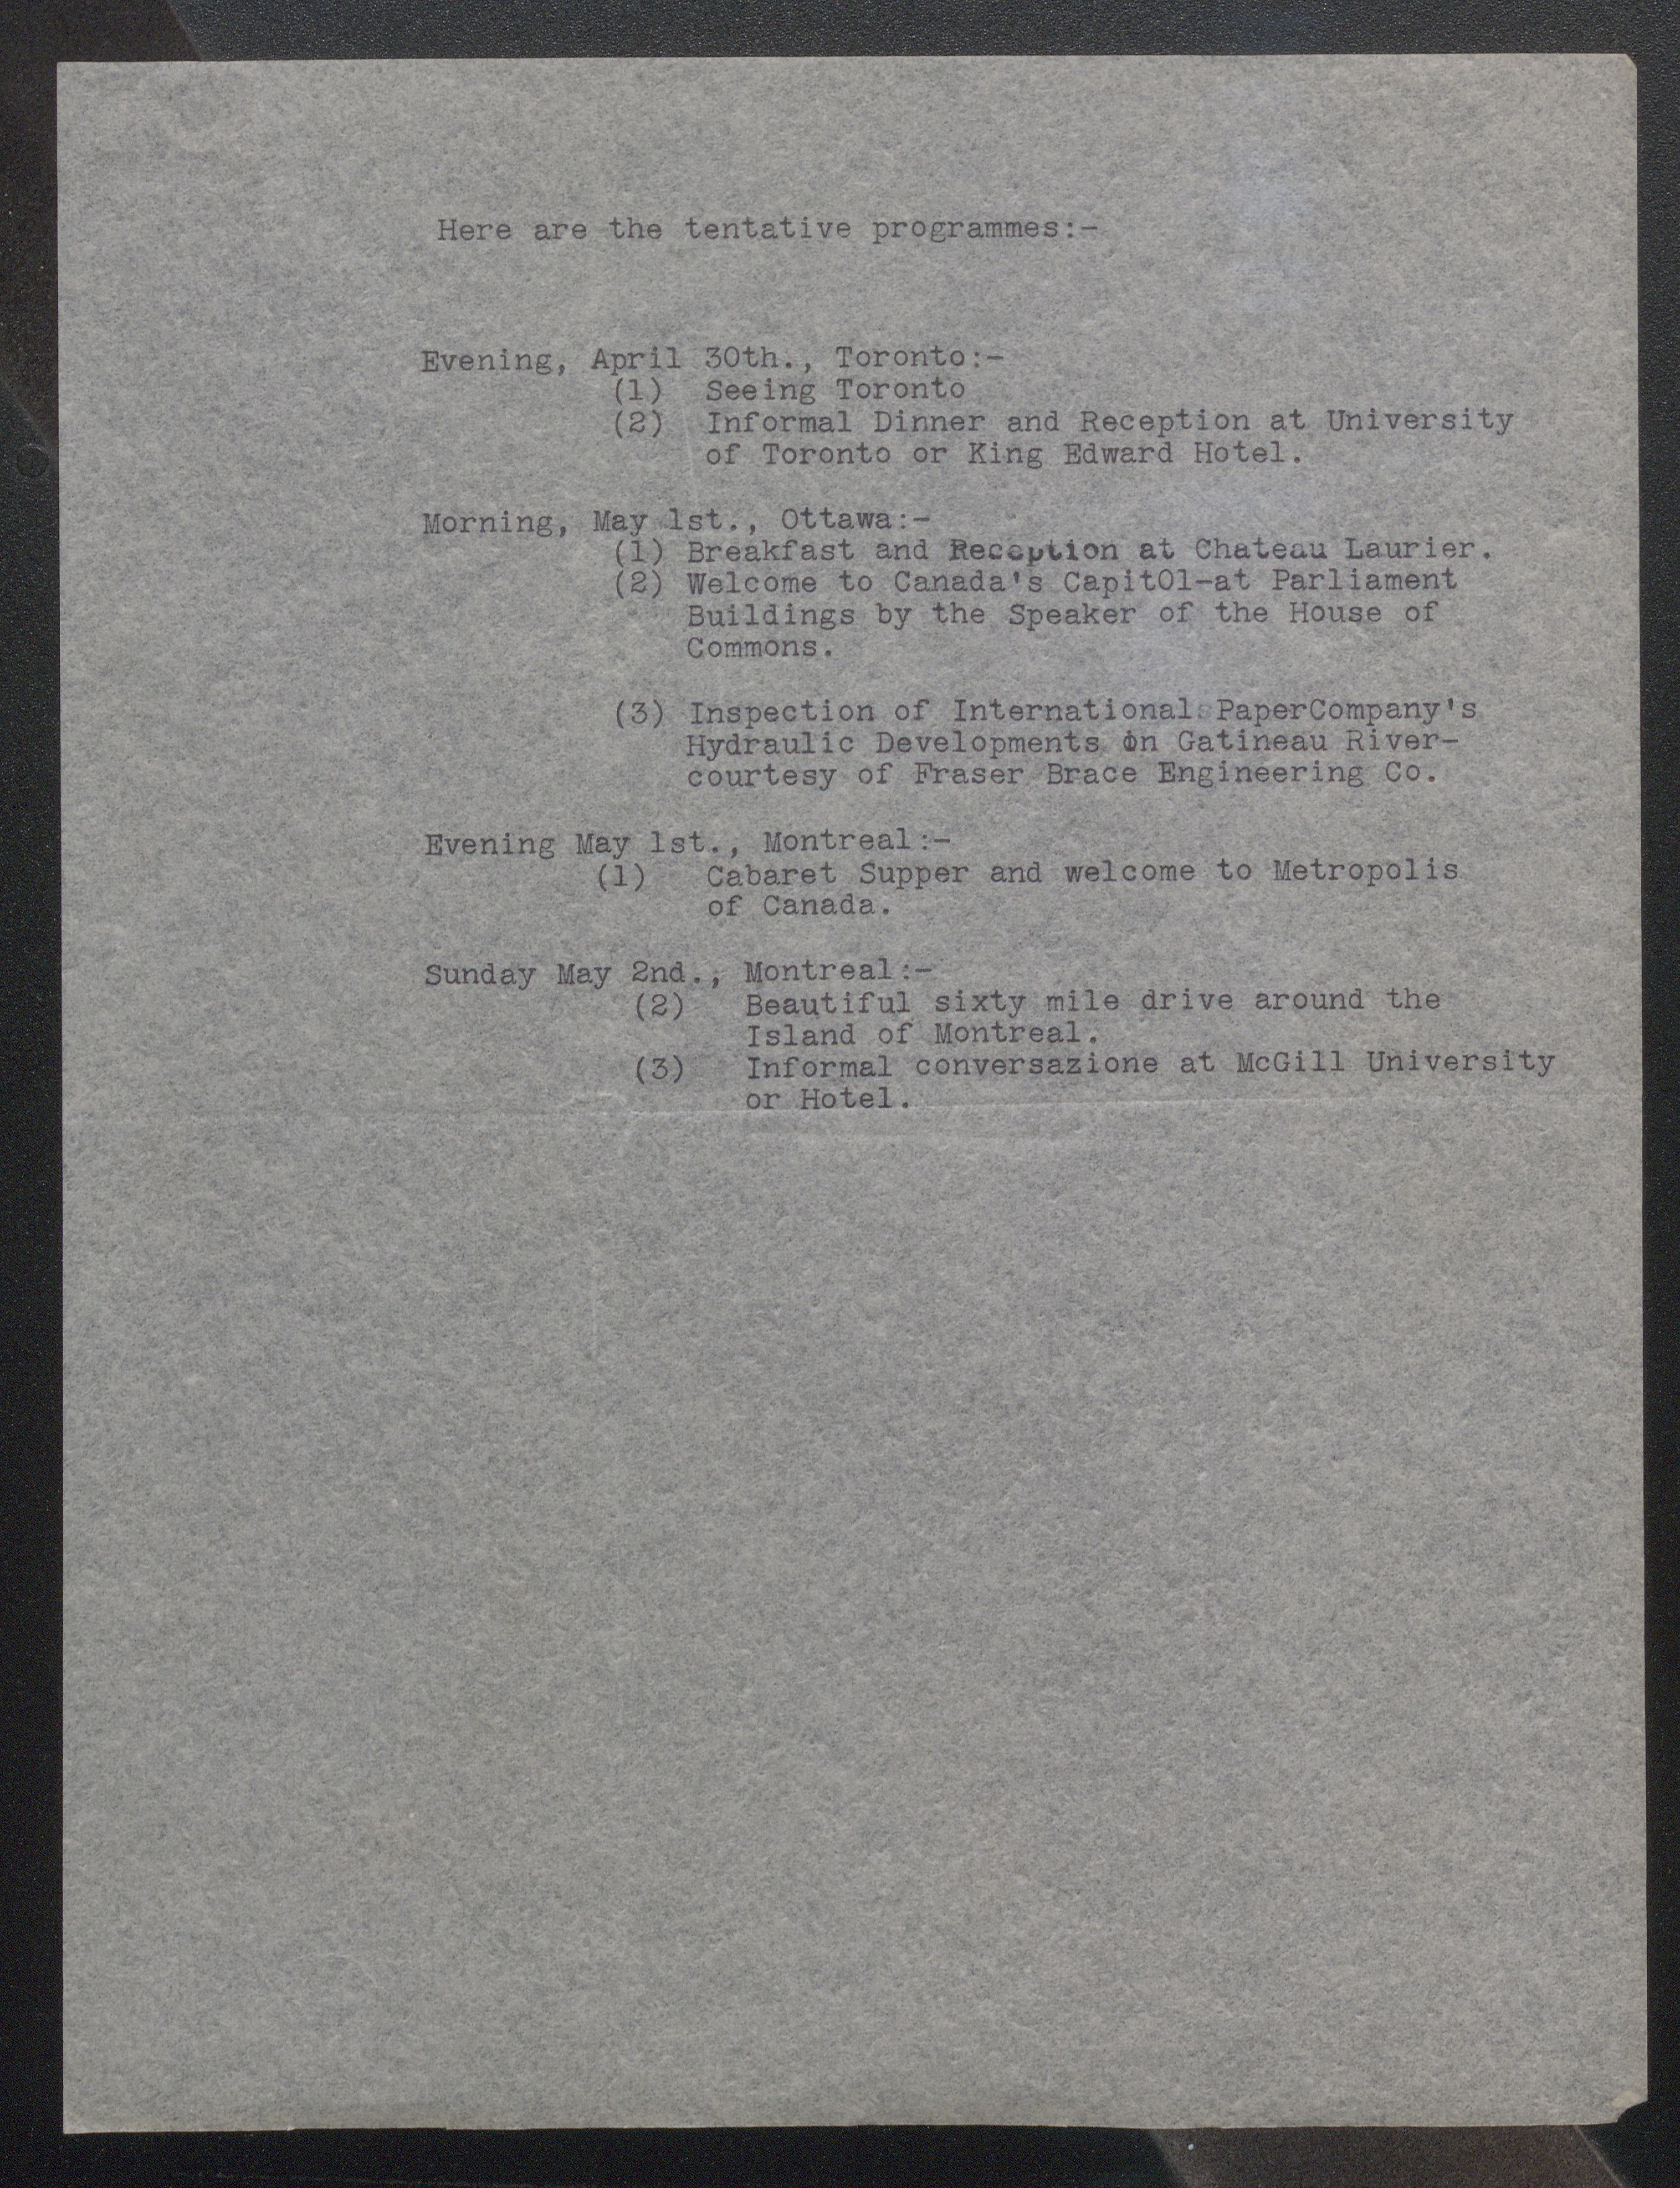 Here are the tentative programmes:-
Evening, April 30th., Toronto:-
(1) Seeing Toronto
(2) Informal Dinner and Reception at University
of Toronto or King Edward Hotel.
Morning, May 1st., Ottawa:-
(1) Breakfast and Reception at Chateau Laurier.
(2) Welcome to Canada's CapitOl-at Parliament
Buildings by the Speaker of the House of
Commons.
(3) Inspection of International PaperCompany's
Hydraulic Developments on Gatineau River-
courtesy of Fraser Brace Engineering Co.
Evening May 1st., Montreal:-
(1) Cabaret Supper and welcome to Metropolis
of Canada.
Sunday May 2nd., Montreal:-
(2) Beautiful sixty mile drive around the
Island of Montreal.
(3) Informal conversazione at McGill University
or Hotel.